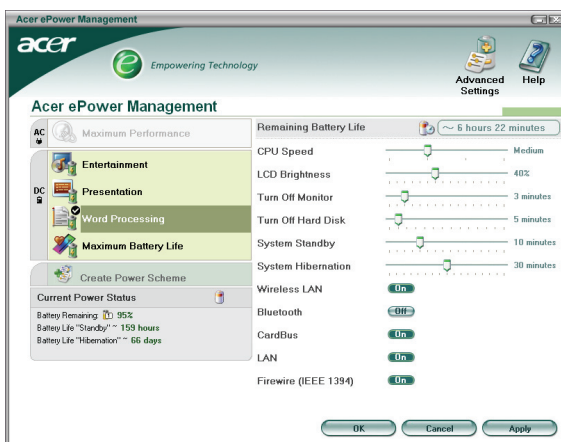 Acer ePower Management
acer
e Empowering Technology
Advanced Settings
Help
Acer ePower Management
AC
Maximum Performance
DC
Entertainment
Presentation
Word Processing
Maximum Battery Life
Create Power Scheme
Current Power Status
Battery Remaining: 95%
Battery Life "Standby" ~ 159 hours
Battery Life "Hibernation" ~ 66 days
Remaining Battery Life ~ 6 hours 22 minutes
CPU Speed Medium
LCD Brightness 40%
Turn Off Monitor 3 minutes
Turn Off Hard Disk 5 minutes
System Standby 10 minutes
System Hibernation 30 minutes
Wireless LAN On
Bluetooth Off
CardBus On
LAN On
Firewire (IEEE 1394) On
OK Cancel Apply